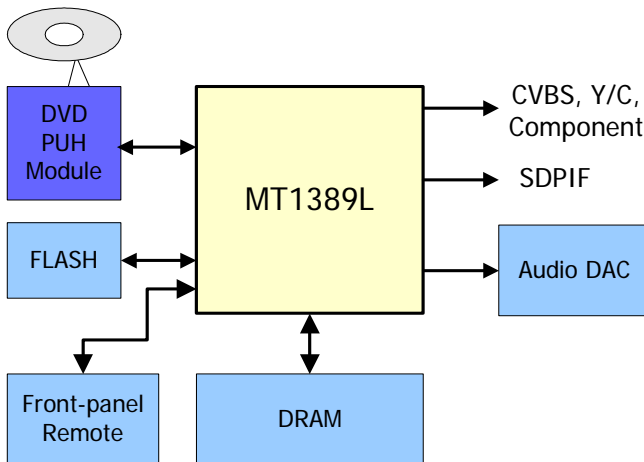 DVD
PUH
Module
CVBS, Y/C,
Component
MT1389L
SDPIF
FLASH
Audio DAC
Front-panel
Remote
DRAM